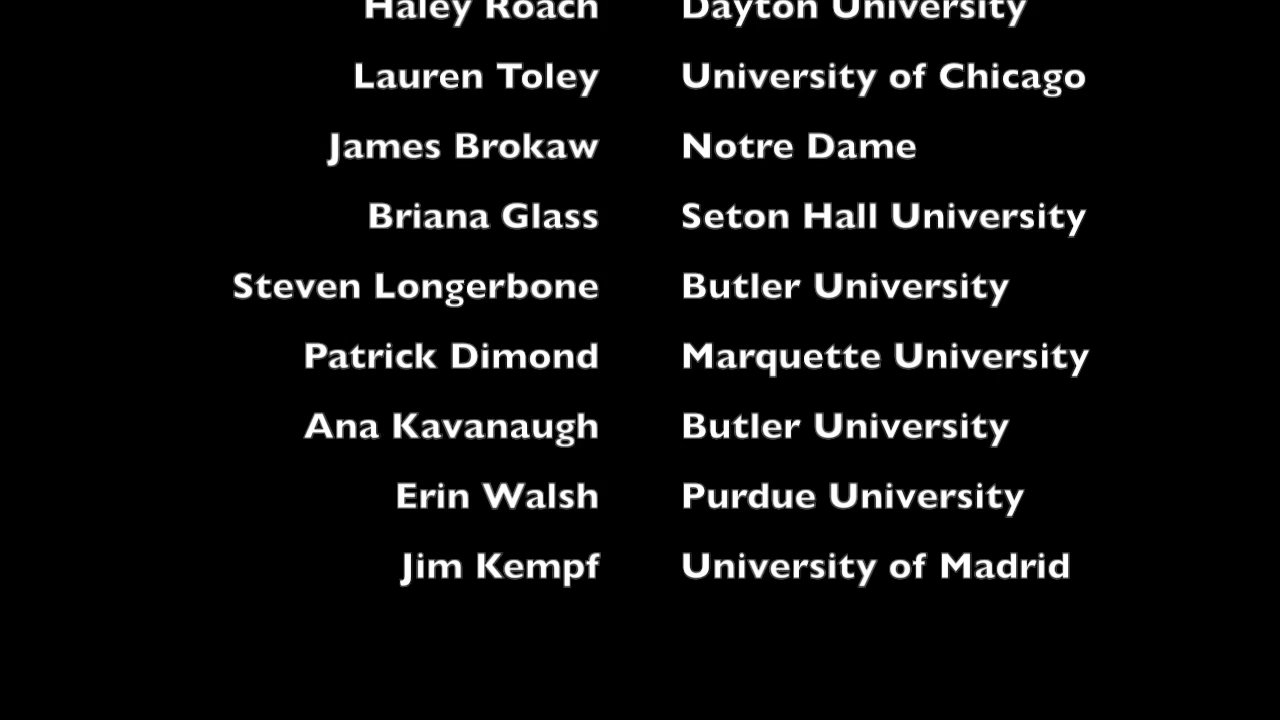 Haley Roach Dayton University
Lauren Toley University of Chicago
James Brokaw Notre Dame
Briana Glass Seton Hall University
Steven Longerbone Butler University
Patrick Dimond Marquette University
Ana Kavanaugh Butler University
Erin Walsh Purdue University
Jim Kempf University of Madrid